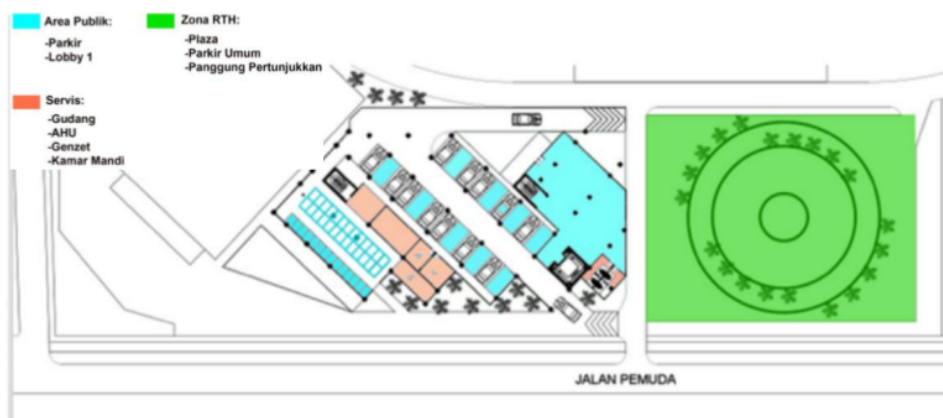 Area Publik:
-Parkir
-Lobby 1
Zona RTH:
-Plaza
-Parkir Umum
-Panggung Pertunjukkan
Servis:
-Gudang
-AHU
-Genzet
-Kamar Mandi
JALAN PEMUDA